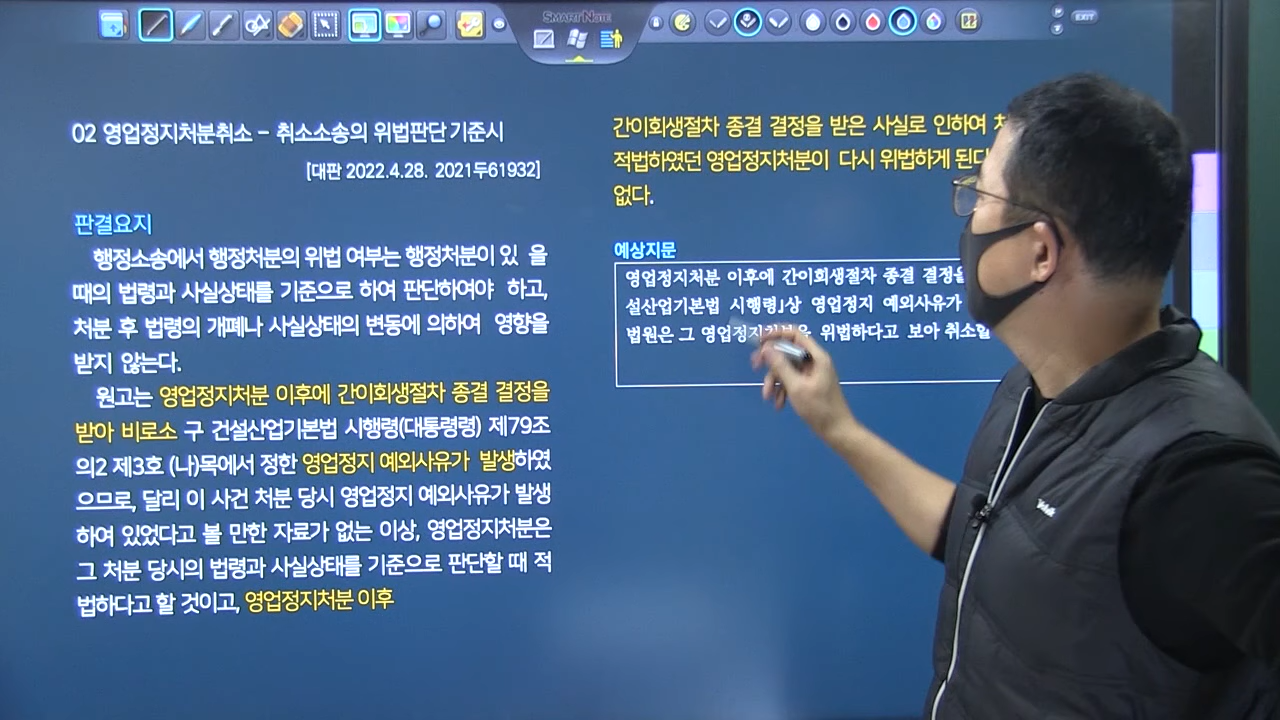 SMARTNOTE
EXIT
02 영업정지처분취소 - 취소소송의 위법판단 기준시
[대판 2022.4.28. 2021두61932]
판결요지
행정소송에서 행정처분의 위법 여부는 행정처분이 있 을
때의 법령과 사실상태를 기준으로 하여 판단하여야 하고,
처분 후 법령의 개폐나 사실상태의 변동에 의하여 영향을
받지 않는다.
원고는 영업정지처분 이후에 간이회생절차 종결 결정을
받아 비로소 구 건설산업기본법 시행령(대통령령) 제79조
의2 제3호 (나)목에서 정한 영업정지 예외사유가 발생하였
으므로, 달리 이 사건 처분 당시 영업정지 예외사유가 발생
하여 있었다고 볼 만한 자료가 없는 이상, 영업정지처분은
그 처분 당시의 법령과 사실상태를 기준으로 판단할 때 적
법하다고 할 것이고, 영업정지처분 이후
간이회생절차 종결 결정을 받은 사실로 인하여
적법하였던 영업정지처분이 다시 위법하게 된다
없다.
예상지문
영업정지처분 이후에 간이회생절차 종결 결정을
설산업기본법 시행령」상 영업정지 예외사유가
법원은 그 영업정지처분을 위법하다고 보아 취소할